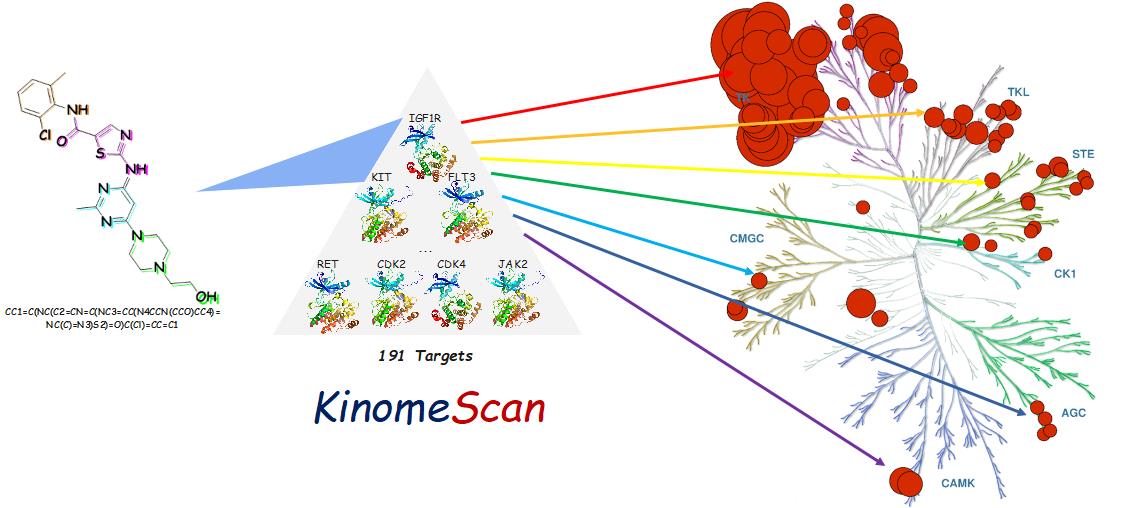 NH
Cl
O
N
S
NH
N
N
N
N
OH
CC1=C(NC(C2=CN=C(NC3=CC(N4CCN(CCO)CC4)=
NC(C)=N3)S2)=O)C(Cl)=CC=C1
IGF1R
KIT
FLT3
...
RET
CDK2
CDK4
JAK2
191 Targets
KinomeScan
TK
TKL
STE
CMGC
CK1
AGC
CAMK